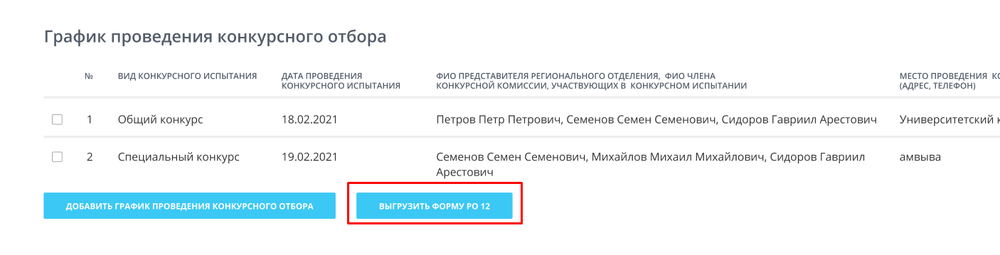 График проведения конкурсного отбора
№ ВИД КОНКУРСНОГО ИСПЫТАНИЯ ДАТА ПРОВЕДЕНИЯ ФИО ПРЕДСТАВИТЕЛЯ РЕГИОНАЛЬНОГО ОТДЕЛЕНИЯ, ФИО ЧЛЕНА МЕСТО ПРОВЕДЕНИЯ
КОНКУРСНОГО ИСПЫТАНИЯ КОНКУРСНОЙ КОМИССИИ, УЧАСТВУЮЩИХ В КОНКУРСНОМ ИСПЫТАНИИ (АДРЕС, ТЕЛЕФОН)
1 Общий конкурс 18.02.2021 Петров Петр Петрович, Семенов Семен Семенович, Сидоров Гавриил Арестович Университетский
2 Специальный конкурс 19.02.2021 Семенов Семен Семенович, Михайлов Михаил Михайлович, Сидоров Гавриил амвыва
Арестович
ДОБАВИТЬ ГРАФИК ПРОВЕДЕНИЯ КОНКУРСНОГО ОТБОРА ВЫГРУЗИТЬ ФОРМУ РО 12